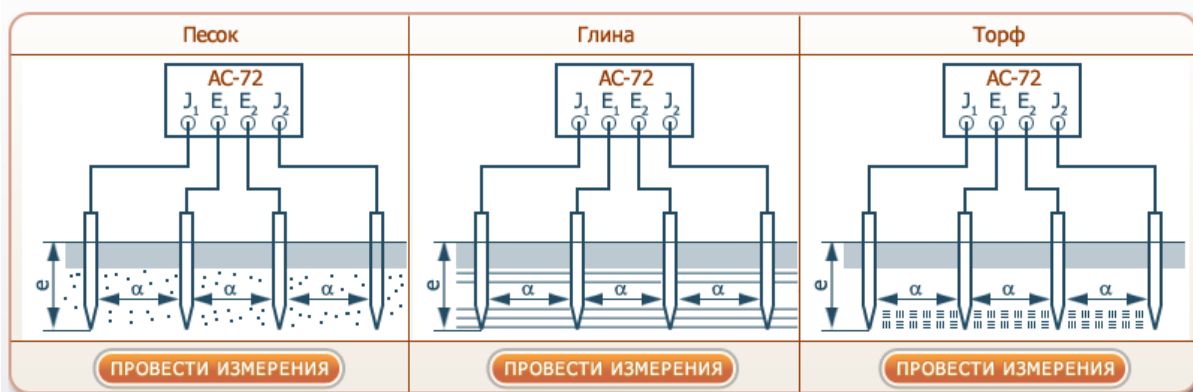 Песок
Глина
Торф
АС-72
J1 E1 E2 J2
e
α α α
АС-72
J1 E1 E2 J2
e
α α α
АС-72
J1 E1 E2 J2
e
α α α
ПРОВЕСТИ ИЗМЕРЕНИЯ
ПРОВЕСТИ ИЗМЕРЕНИЯ
ПРОВЕСТИ ИЗМЕРЕНИЯ